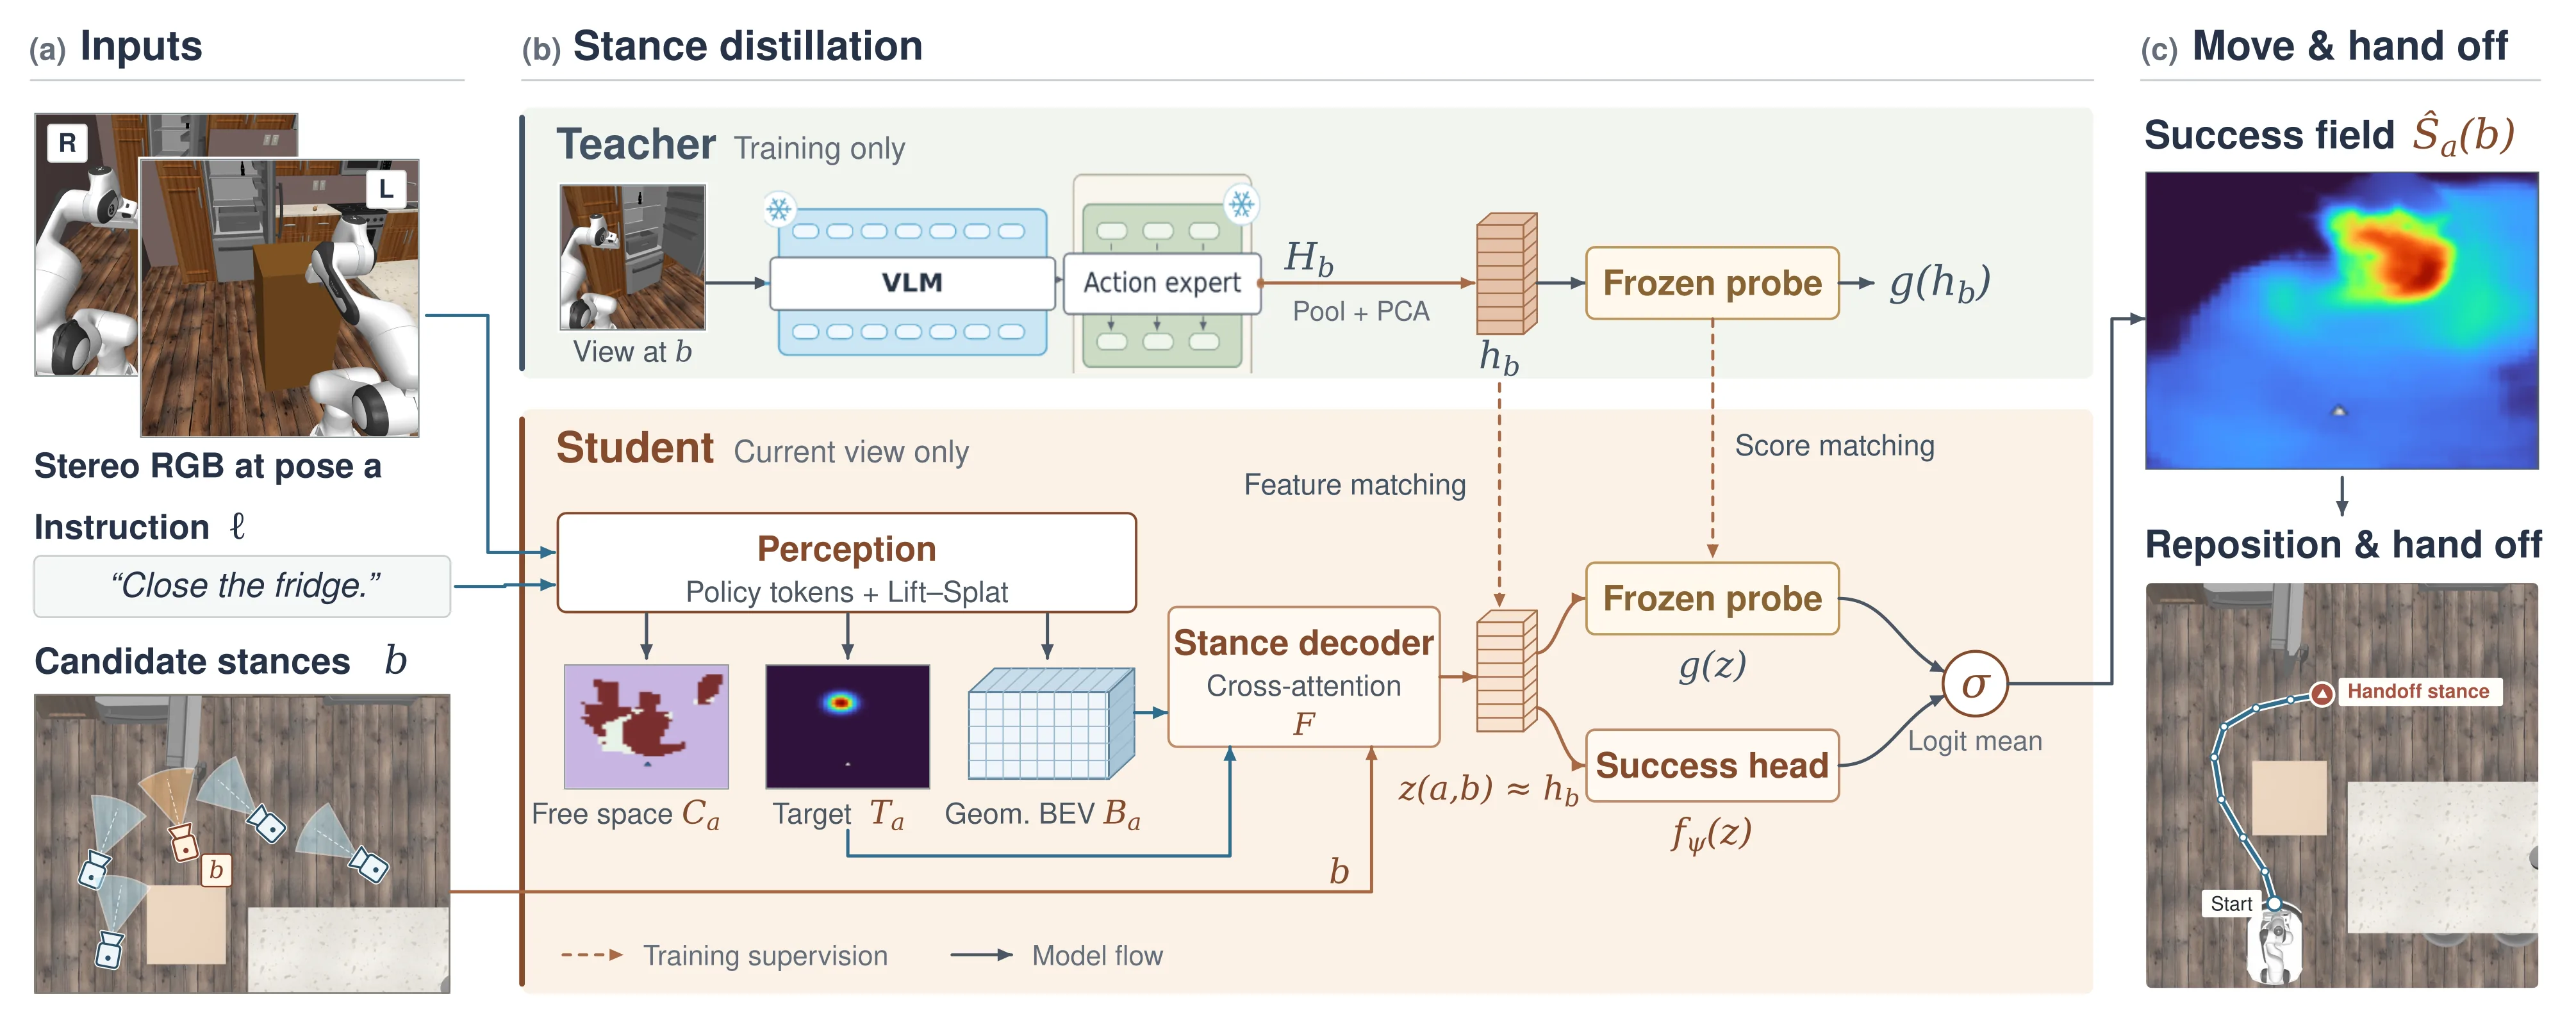 (a) Inputs
R
L
Stereo RGB at pose a
Instruction ℓ
“Close the fridge.”
Candidate stances b
b
(b) Stance distillation
Teacher Training only
View at b
VLM
Action expert
H_b
Pool + PCA
h_b
Frozen probe
g(h_b)
Student Current view only
Feature matching
Score matching
Perception
Policy tokens + Lift–Splat
Free space C_a
Target T_a
Geom. BEV B_a
Stance decoder
Cross-attention
F
b
z(a,b) ≈ h_b
Frozen probe
g(z)
Success head
f_ψ(z)
σ
Logit mean
Training supervision
Model flow
(c) Move & hand off
Success field Ŝ_a(b)
Reposition & hand off
Handoff stance
Start